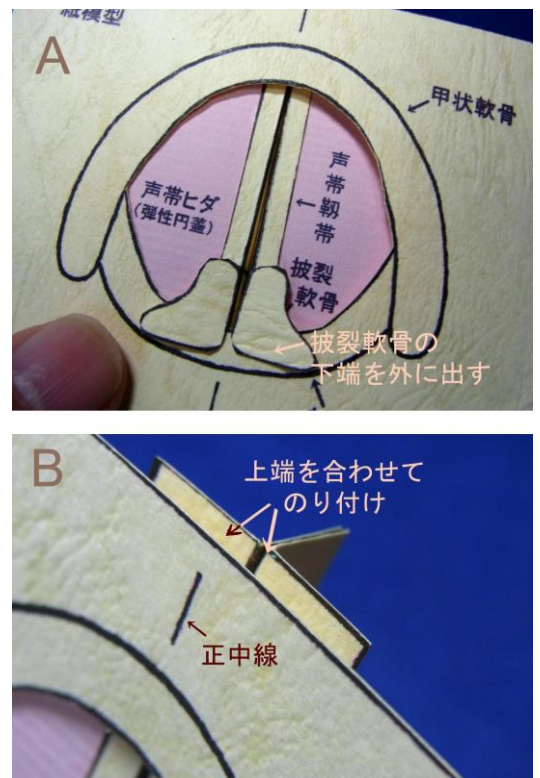 紙模型
A
甲状軟骨
声帯靱帯
声帯ヒダ
(弾性円蓋)
披裂
軟骨
披裂軟骨の
下端を外に出す
B
上端を合わせて
のり付け
正中線